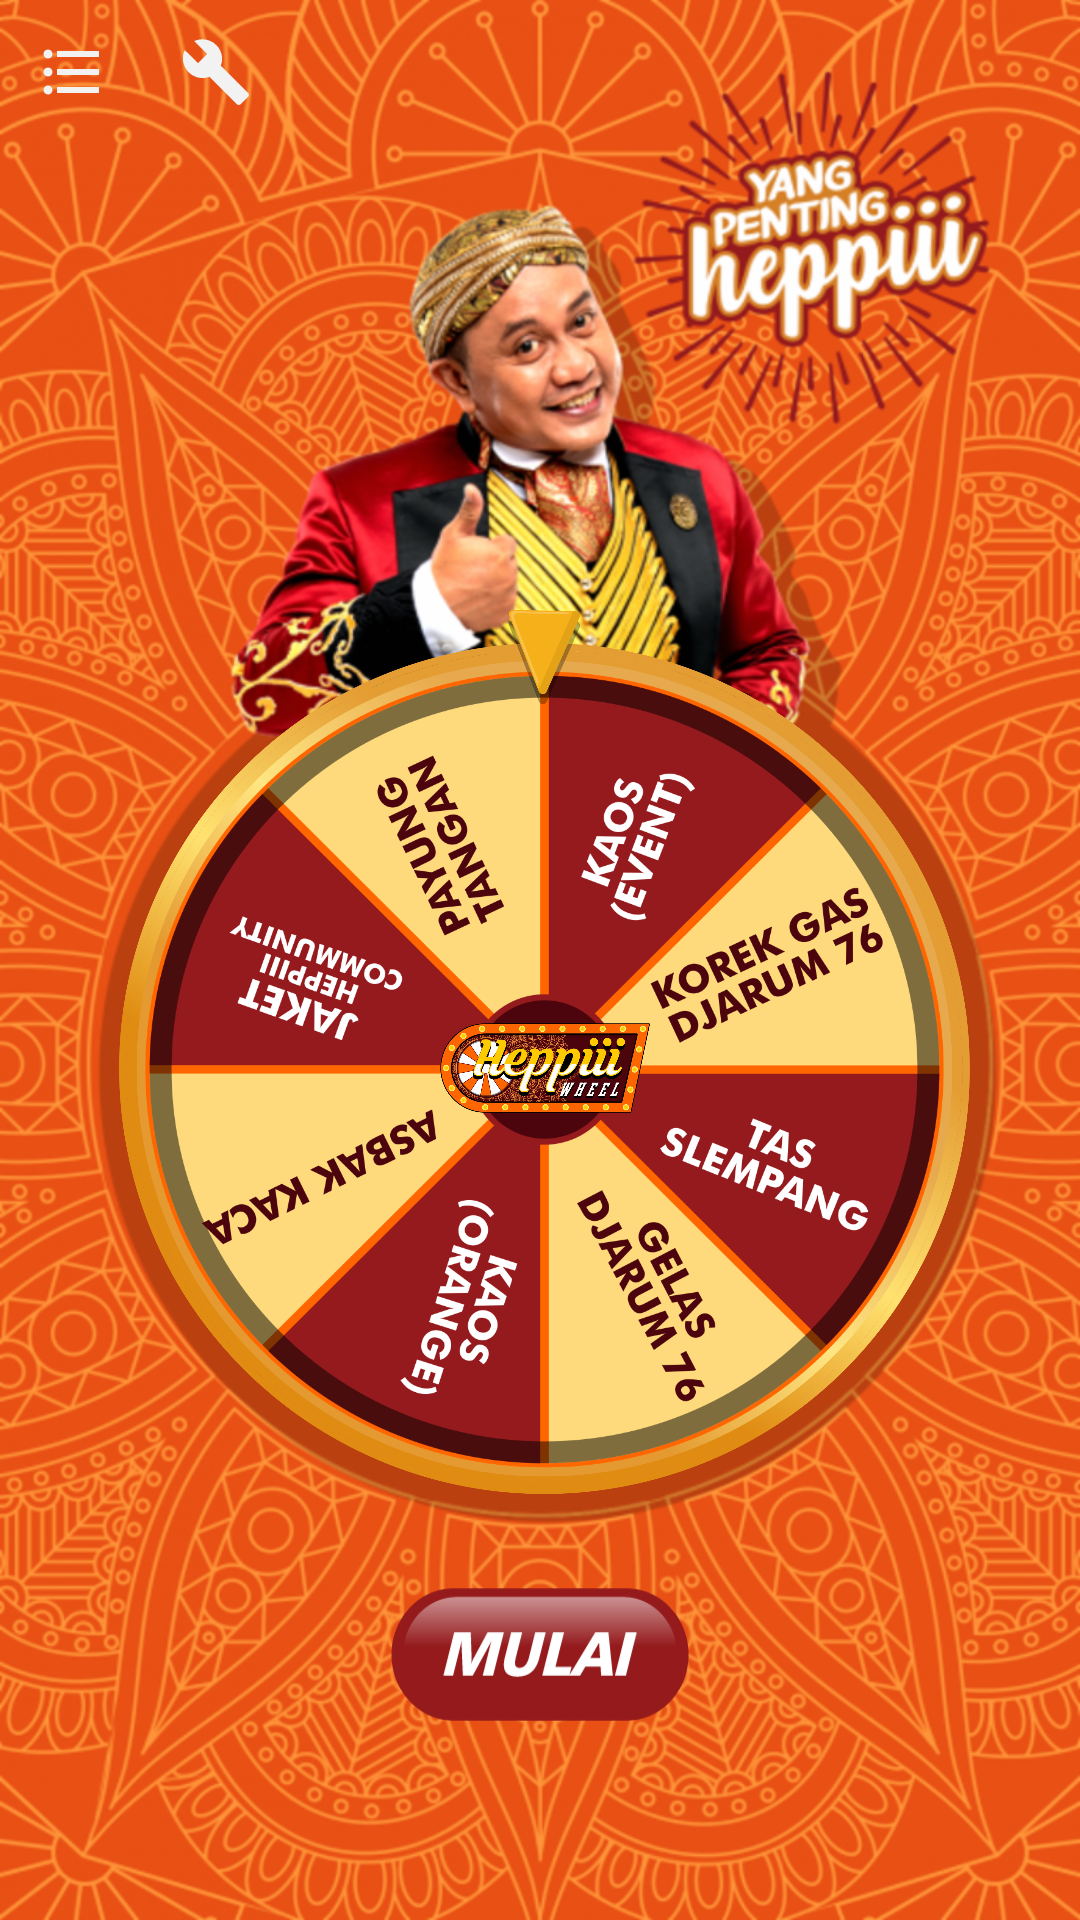 YANG
PENTING
heppiii
PAYUNG
TANGAN
KAOS
(EVENT)
KOREK GAS
DJARUM 76
TAS
SLEMPANG
GELAS
DJARUM 76
KAOS
(ORANGE)
ASBAK KACA
JAKET
HEPPIII
COMMUNITY
Heppiii
WHEEL
MULAI